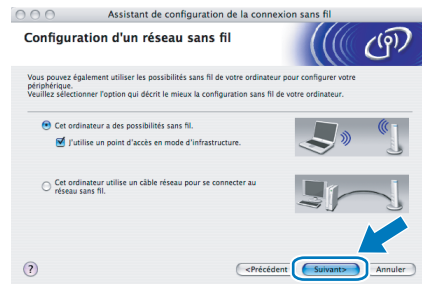 Assistant de configuration de la connexion sans fil
Configuration d'un réseau sans fil
Vous pouvez également utiliser les possibilités sans fil de votre ordinateur pour configurer votre
périphérique.
Veuillez sélectionner l'option qui décrit le mieux la configuration sans fil de votre ordinateur.
Cet ordinateur a des possibilités sans fil.
J'utilise un point d'accès en mode d'infrastructure.
Cet ordinateur utilise un câble réseau pour se connecter au
réseau sans fil.
? <Précédent Suivant> Annuler